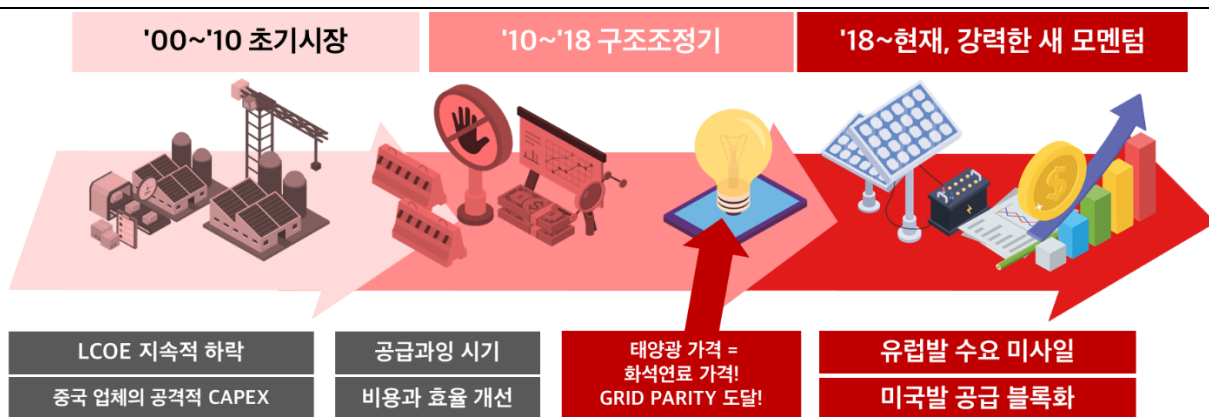 '00~'10 초기시장
'10~'18 구조조정기
'18~현재, 강력한 새 모멘텀
LCOE 지속적 하락
중국 업체의 공격적 CAPEX
공급과잉 시기
비용과 효율 개선
태양광 가격 =
화석연료 가격!
GRID PARITY 도달!
유럽발 수요 미사일
미국발 공급 블록화